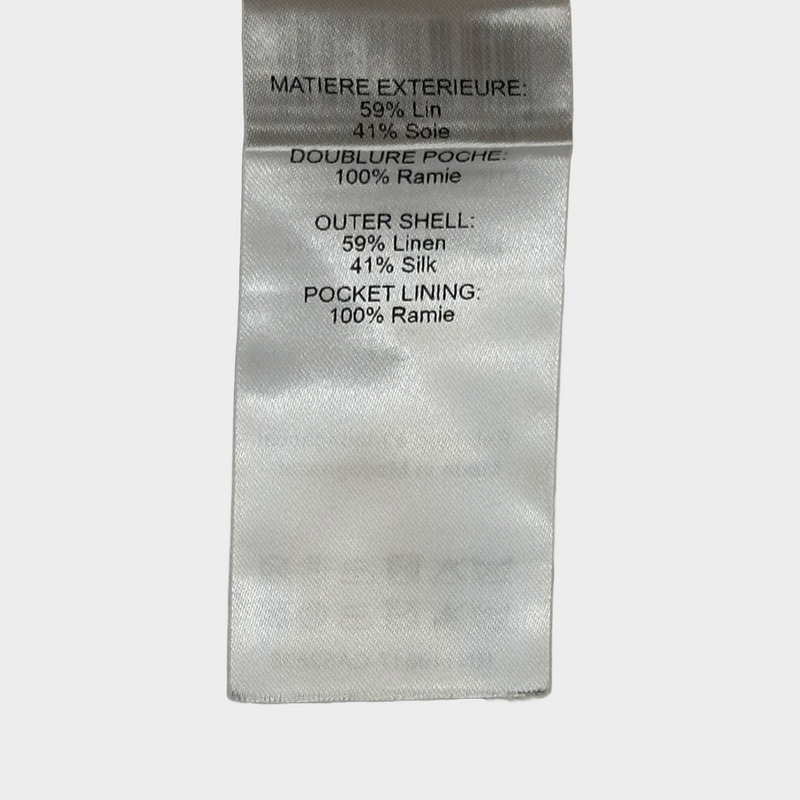 MATIERE EXTERIEURE:
59% Lin
41% Soie
DOUBLURE POCHE:
100% Ramie
OUTER SHELL:
59% Linen
41% Silk
POCKET LINING:
100% Ramie